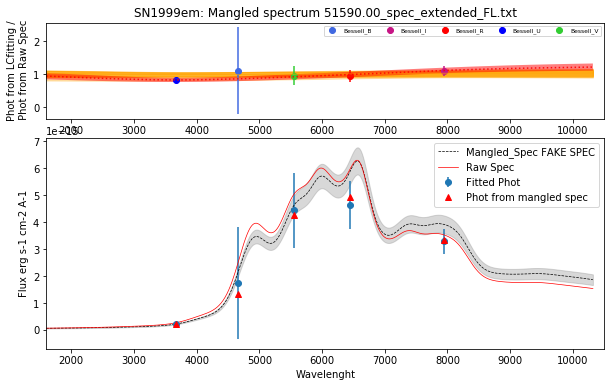 SN1999em: Mangled spectrum 51590.00_spec_extended_FL.txt
Phot from LCfitting /
Phot from Raw Spec
2
1
0
Bessell_B Bessell_I Bessell_R Bessell_U Bessell_V
2000 3000 4000 5000 6000 7000 8000 9000 10000
1e−15
Flux erg s-1 cm-2 A-1
7
6
5
4
3
2
1
0
Mangled_Spec FAKE SPEC
Raw Spec
Fitted Phot
Phot from mangled spec
2000 3000 4000 5000 6000 7000 8000 9000 10000
Wavelenght